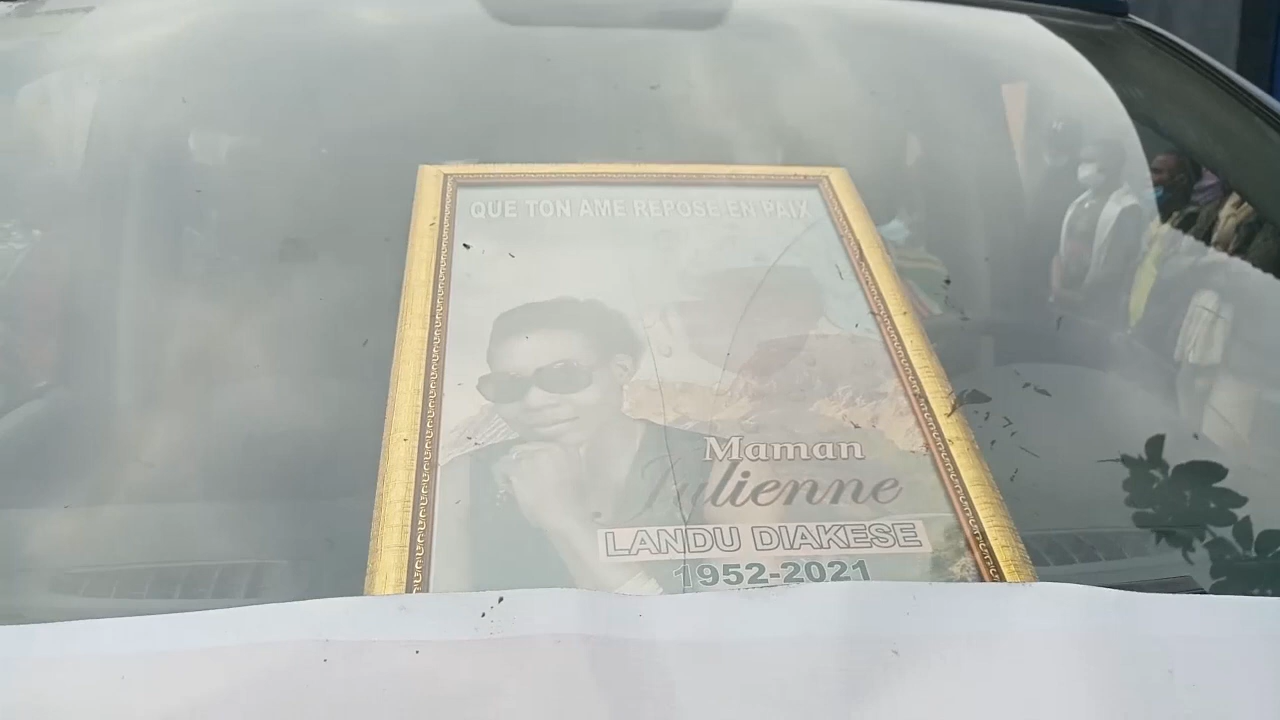 QUE TON AME REPOSE EN PAIX
Maman
Julienne
LANDU DIAKESE
1952-2021